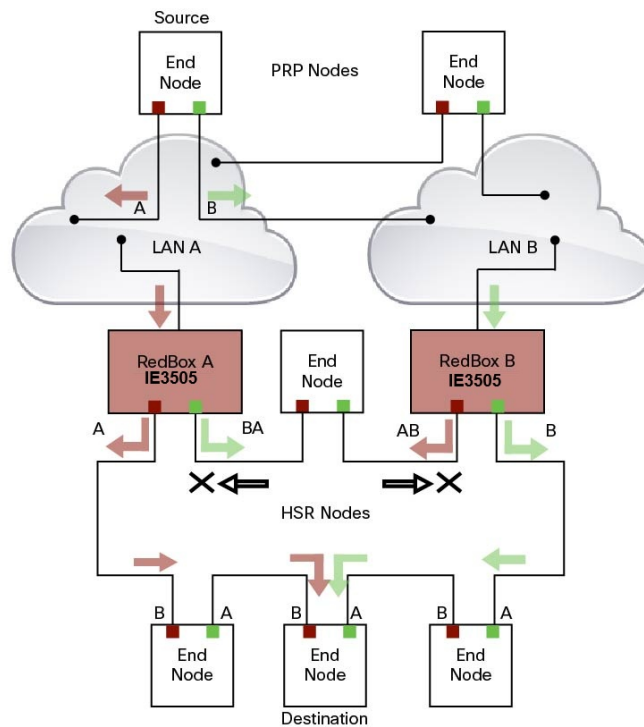 Source
End
Node
PRP Nodes
End
Node
A
B
LAN A
LAN B
RedBox A
IE3505
End
Node
RedBox B
IE3505
A
BA
AB
B
HSR Nodes
B
A
B
A
B
A
End
Node
End
Node
End
Node
Destination